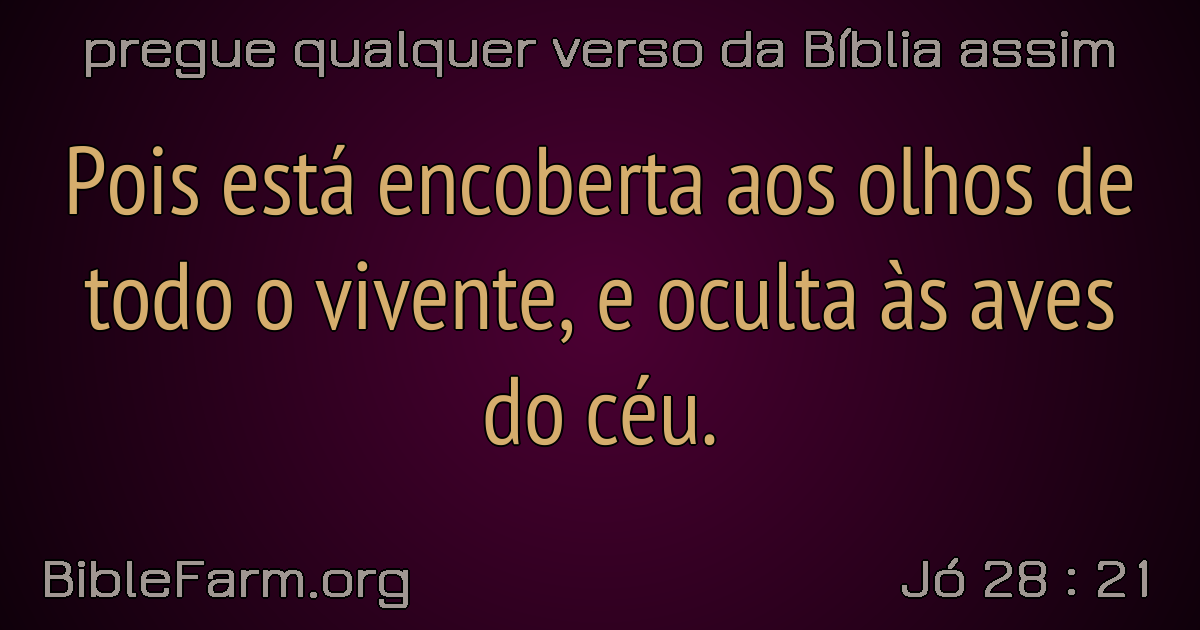 pregue qualquer verso da Bíblia assim
Pois está encoberta aos olhos de
todo o vivente, e oculta às aves
do céu.
BibleFarm.org
Jó 28 : 21